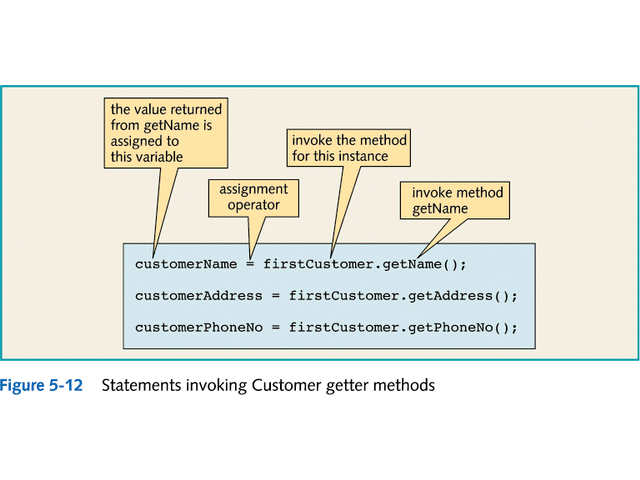 the value returned
from getName is
assigned to
this variable
invoke the method
for this instance
assignment
operator
invoke method
getName
customerName = firstCustomer.getName();
customerAddress = firstCustomer.getAddress();
customerPhoneNo = firstCustomer.getPhoneNo();
Figure 5-12 Statements invoking Customer getter methods